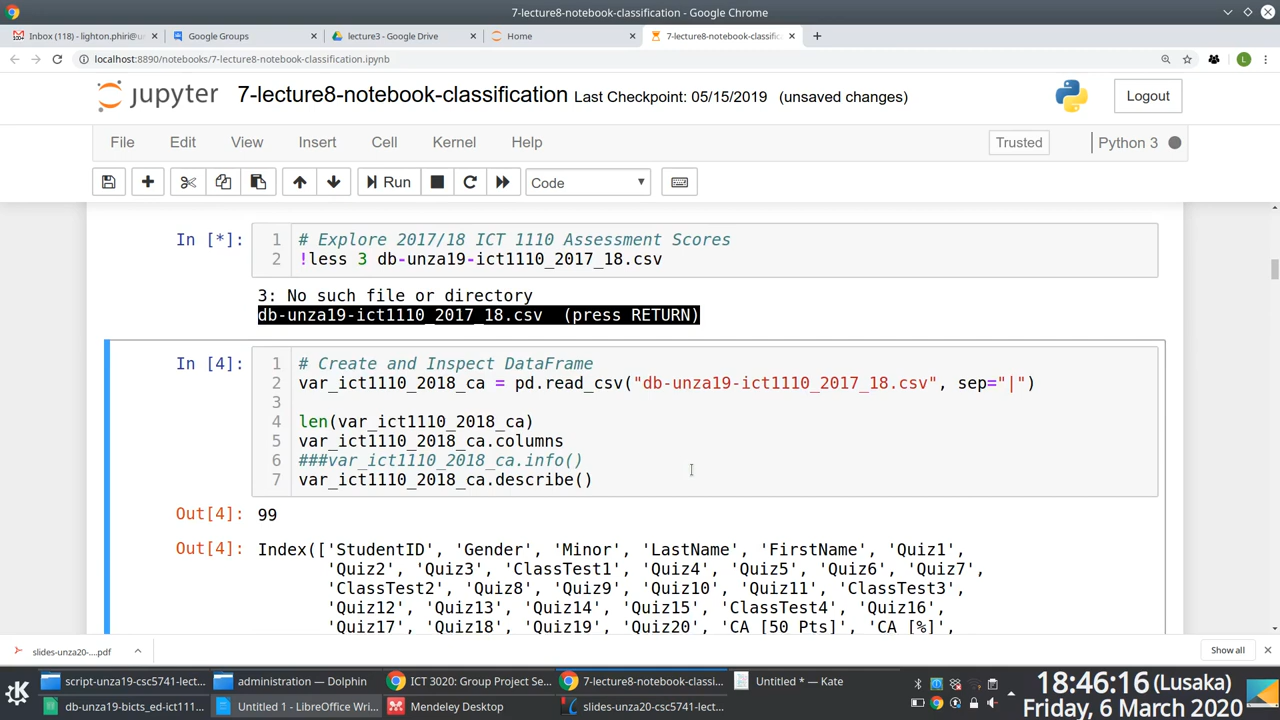 7-lecture8-notebook-classification - Google Chrome
Inbox (118) - lighton.phiri@u
Google Groups
lecture3 - Google Drive
Home
7-lecture8-notebook-classific
localhost:8890/notebooks/7-lecture8-notebook-classification.ipynb
L
jupyter 7-lecture8-notebook-classification Last Checkpoint: 05/15/2019 (unsaved changes)
Logout
File Edit View Insert Cell Kernel Help
Trusted
Python 3
Run
Code
In [*]:
1 # Explore 2017/18 ICT 1110 Assessment Scores
2 !less 3 db-unza19-ict1110_2017_18.csv
3: No such file or directory
db-unza19-ict1110_2017_18.csv (press RETURN)
In [4]:
1 # Create and Inspect DataFrame
2 var_ict1110_2018_ca = pd.read_csv("db-unza19-ict1110_2017_18.csv", sep="|")
3
4 len(var_ict1110_2018_ca)
5 var_ict1110_2018_ca.columns
6 ###var_ict1110_2018_ca.info()
7 var_ict1110_2018_ca.describe()
Out[4]: 99
Out[4]: Index(['StudentID', 'Gender', 'Minor', 'LastName', 'FirstName', 'Quiz1',
'Quiz2', 'Quiz3', 'ClassTest1', 'Quiz4', 'Quiz5', 'Quiz6', 'Quiz7',
'ClassTest2', 'Quiz8', 'Quiz9', 'Quiz10', 'Quiz11', 'ClassTest3',
'Quiz12', 'Quiz13', 'Quiz14', 'Quiz15', 'ClassTest4', 'Quiz16',
'Quiz17', 'Quiz18', 'Quiz19', 'Quiz20', 'CA [50 Pts]', 'CA [%]',
slides-unza20-....pdf
Show all
script-unza19-csc5741-lect...
administration — Dolphin
ICT 3020: Group Project Se...
7-lecture8-notebook-classi...
Untitled * — Kate
db-unza19-bicts_ed-ict111...
Untitled 1 - LibreOffice Wri...
Mendeley Desktop
slides-unza20-csc5741-lect...
18:46:16 (Lusaka)
Friday, 6 March 2020